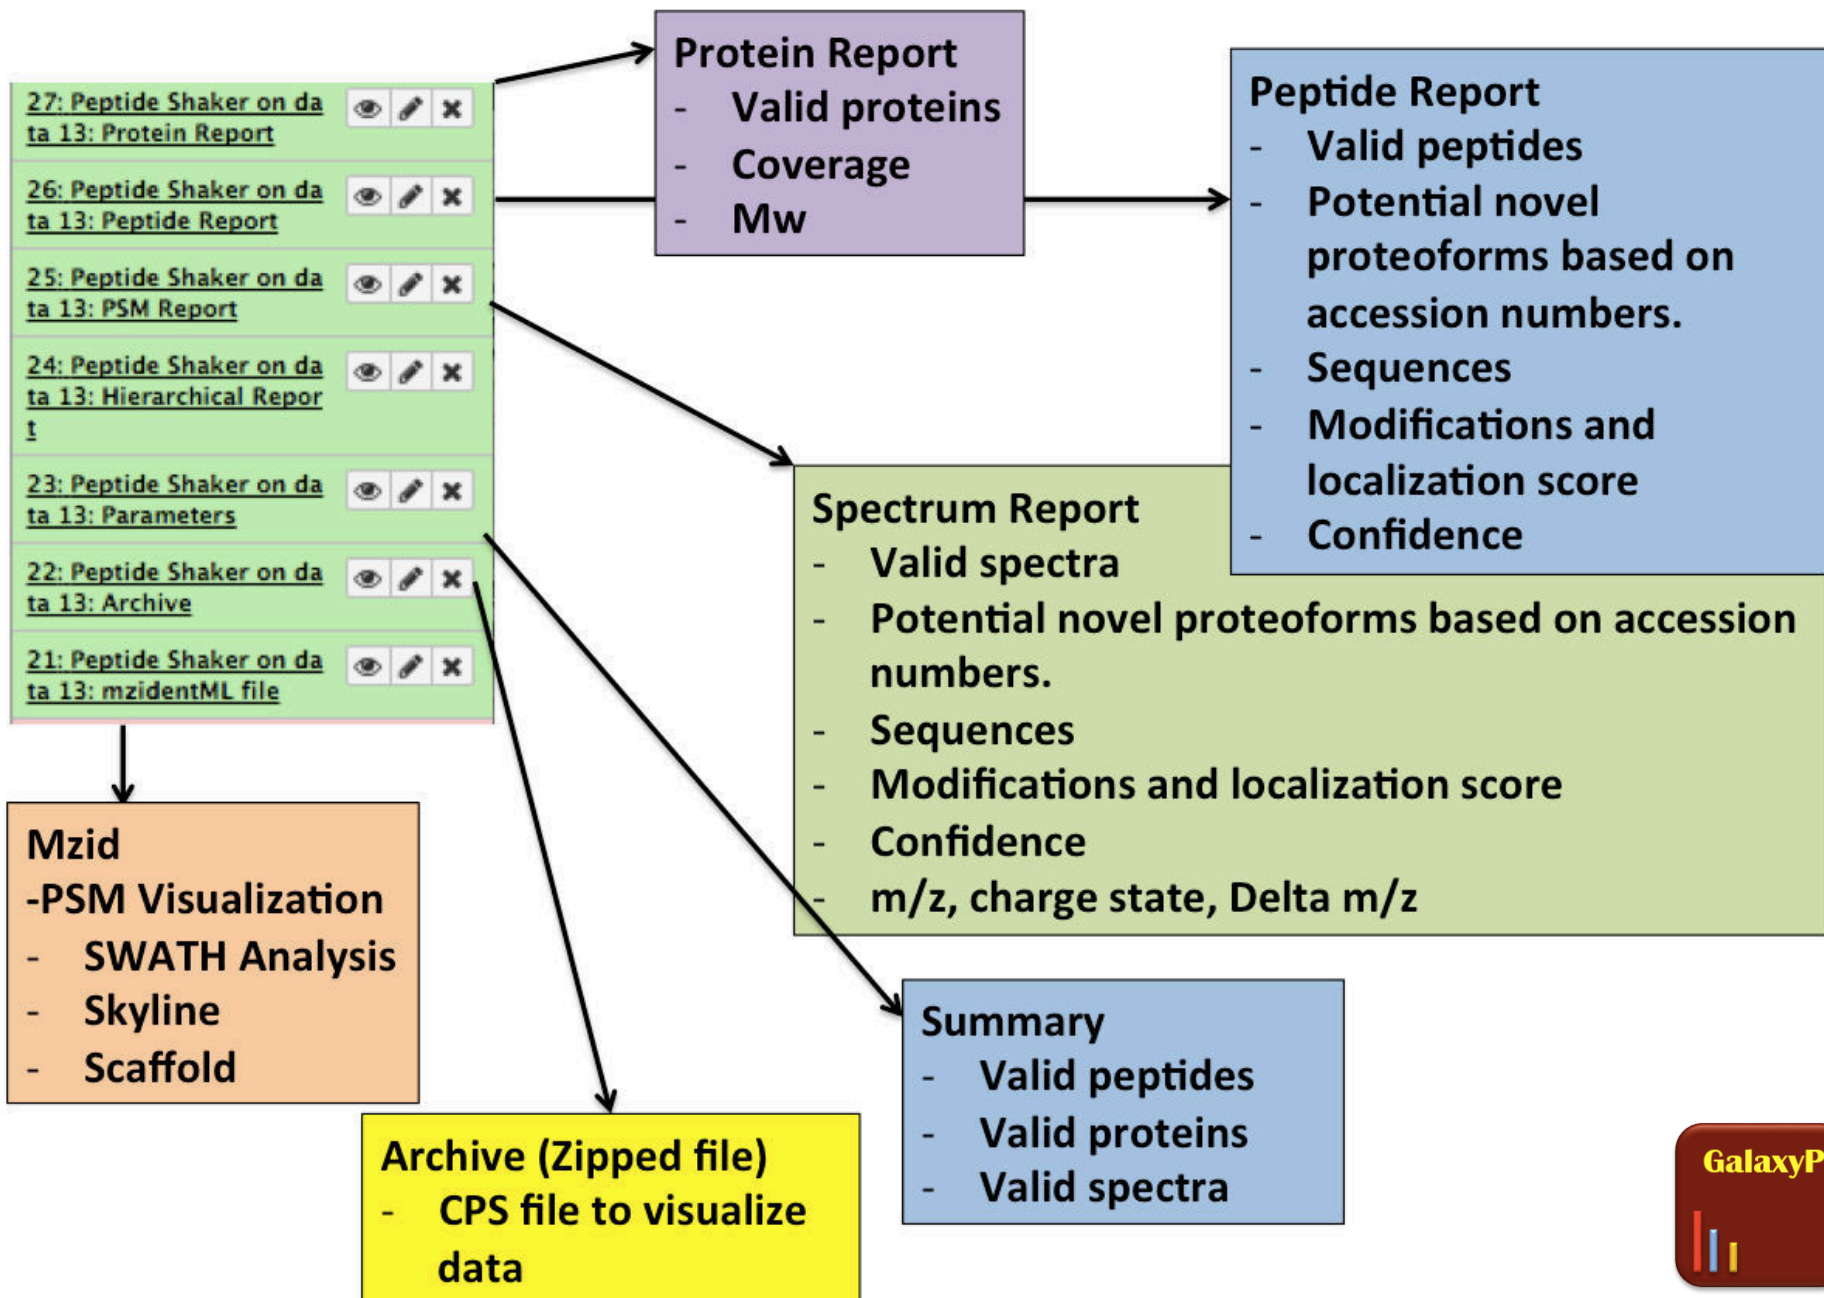 27: Peptide Shaker on da
ta 13: Protein Report
26: Peptide Shaker on da
ta 13: Peptide Report
25: Peptide Shaker on da
ta 13: PSM Report
24: Peptide Shaker on da
ta 13: Hierarchical Repor
t
23: Peptide Shaker on da
ta 13: Parameters
22: Peptide Shaker on da
ta 13: Archive
21: Peptide Shaker on da
ta 13: mzidentML file
Protein Report
- Valid proteins
- Coverage
- Mw
Peptide Report
- Valid peptides
- Potential novel
proteoforms based on
accession numbers.
- Sequences
- Modifications and
localization score
- Confidence
Spectrum Report
- Valid spectra
- Potential novel proteoforms based on accession
numbers.
- Sequences
- Modifications and localization score
- Confidence
- m/z, charge state, Delta m/z
Mzid
-PSM Visualization
- SWATH Analysis
- Skyline
- Scaffold
Summary
- Valid peptides
- Valid proteins
- Valid spectra
Archive (Zipped file)
- CPS file to visualize
data
GalaxyP